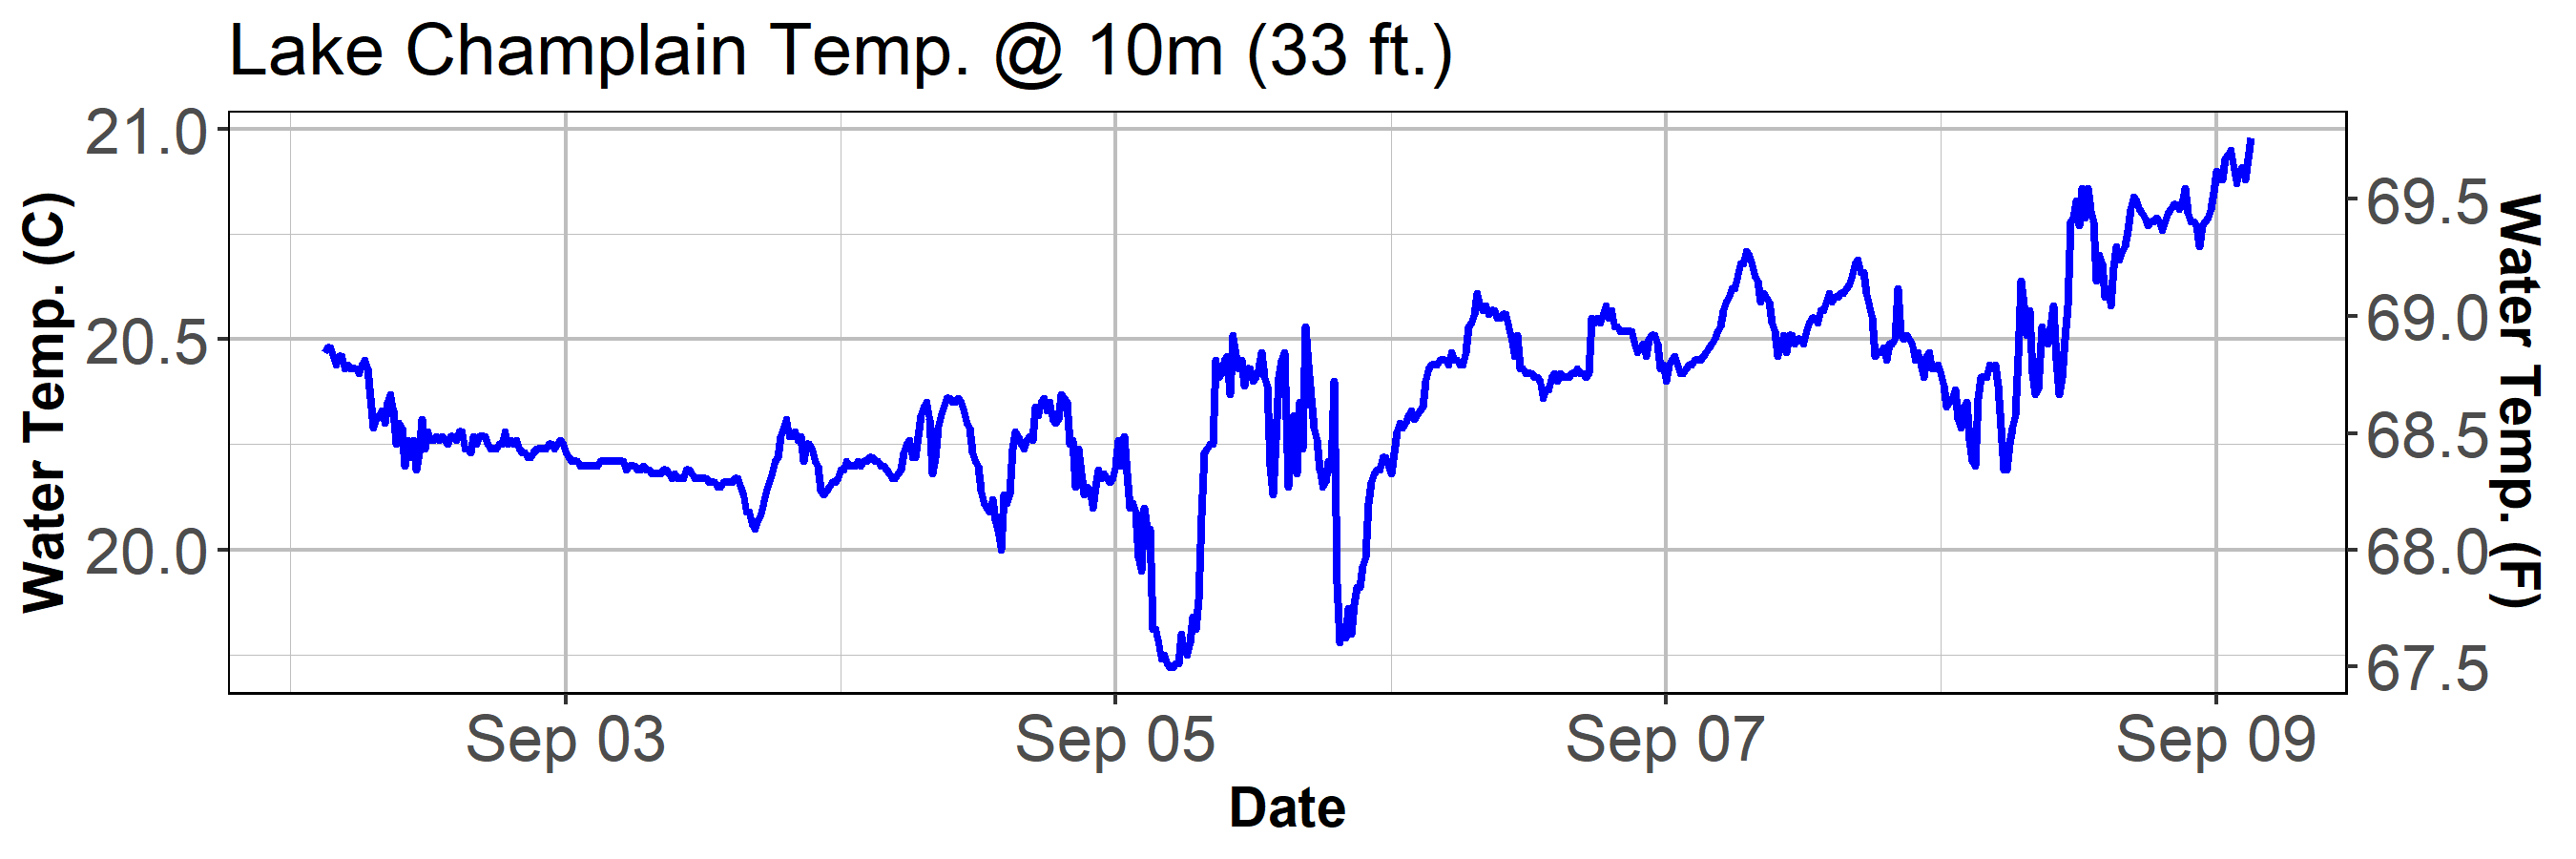 Lake Champlain Temp. @ 10m (33 ft.)
Water Temp. (C)
21.0
20.5
20.0
69.5
69.0
68.5
68.0
67.5
Water Temp. (F)
Sep 03
Sep 05
Sep 07
Sep 09
Date